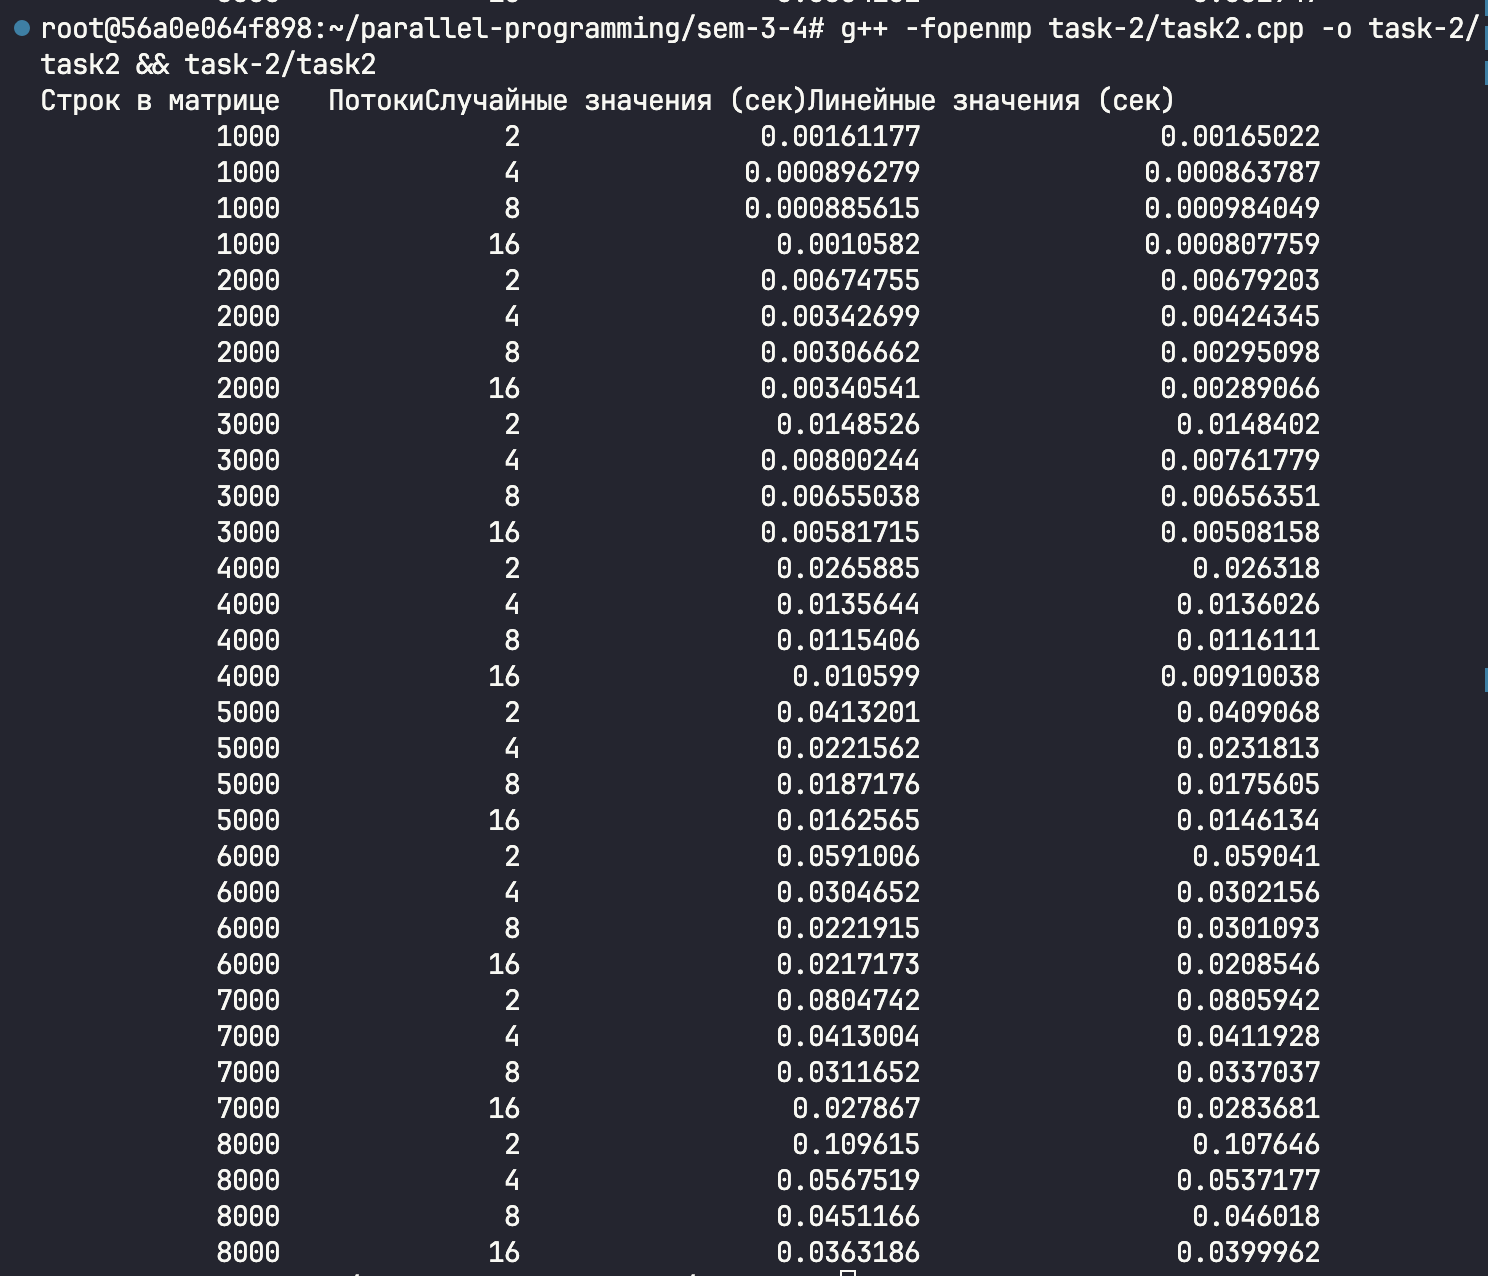 root@56a0e064f898:~/parallel-programming/sem-3-4# g++ -fopenmp task-2/task2.cpp -o task-2/
task2 && task-2/task2
Строк в матрице   ПотокиСлучайные значения (сек)Линейные значения (сек)
1000 2 0.00161177 0.00165022
1000 4 0.000896279 0.000863787
1000 8 0.000885615 0.000984049
1000 16 0.0010582 0.000807759
2000 2 0.00674755 0.00679203
2000 4 0.00342699 0.00424345
2000 8 0.00306662 0.00295098
2000 16 0.00340541 0.00289066
3000 2 0.0148526 0.0148402
3000 4 0.00800244 0.00761779
3000 8 0.00655038 0.00656351
3000 16 0.00581715 0.00508158
4000 2 0.0265885 0.026318
4000 4 0.0135644 0.0136026
4000 8 0.0115406 0.0116111
4000 16 0.010599 0.00910038
5000 2 0.0413201 0.0409068
5000 4 0.0221562 0.0231813
5000 8 0.0187176 0.0175605
5000 16 0.0162565 0.0146134
6000 2 0.0591006 0.059041
6000 4 0.0304652 0.0302156
6000 8 0.0221915 0.0301093
6000 16 0.0217173 0.0208546
7000 2 0.0804742 0.0805942
7000 4 0.0413004 0.0411928
7000 8 0.0311652 0.0337037
7000 16 0.027867 0.0283681
8000 2 0.109615 0.107646
8000 4 0.0567519 0.0537177
8000 8 0.0451166 0.046018
8000 16 0.0363186 0.0399962